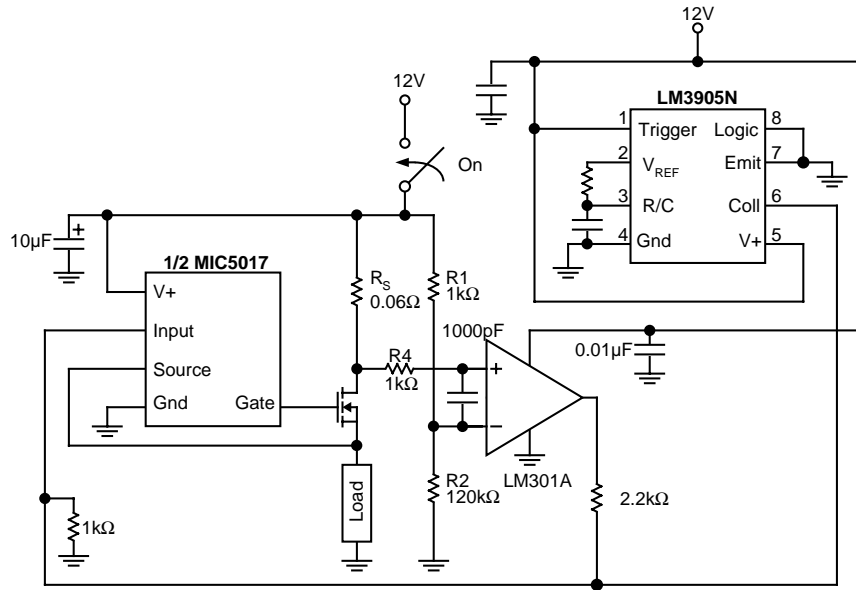 12V
12V
LM3905N
1
Trigger
Logic
8
On
2
VREF
Emit
7
3
R/C
Coll
6
4
Gnd
V+
5
10µF
+
1/2 MIC5017
V+
RS
0.06Ω
R1
1kΩ
Input
1000pF
0.01µF
Source
R4
1kΩ
+
Gnd
Gate
−
Load
R2
120kΩ
LM301A
2.2kΩ
1kΩ